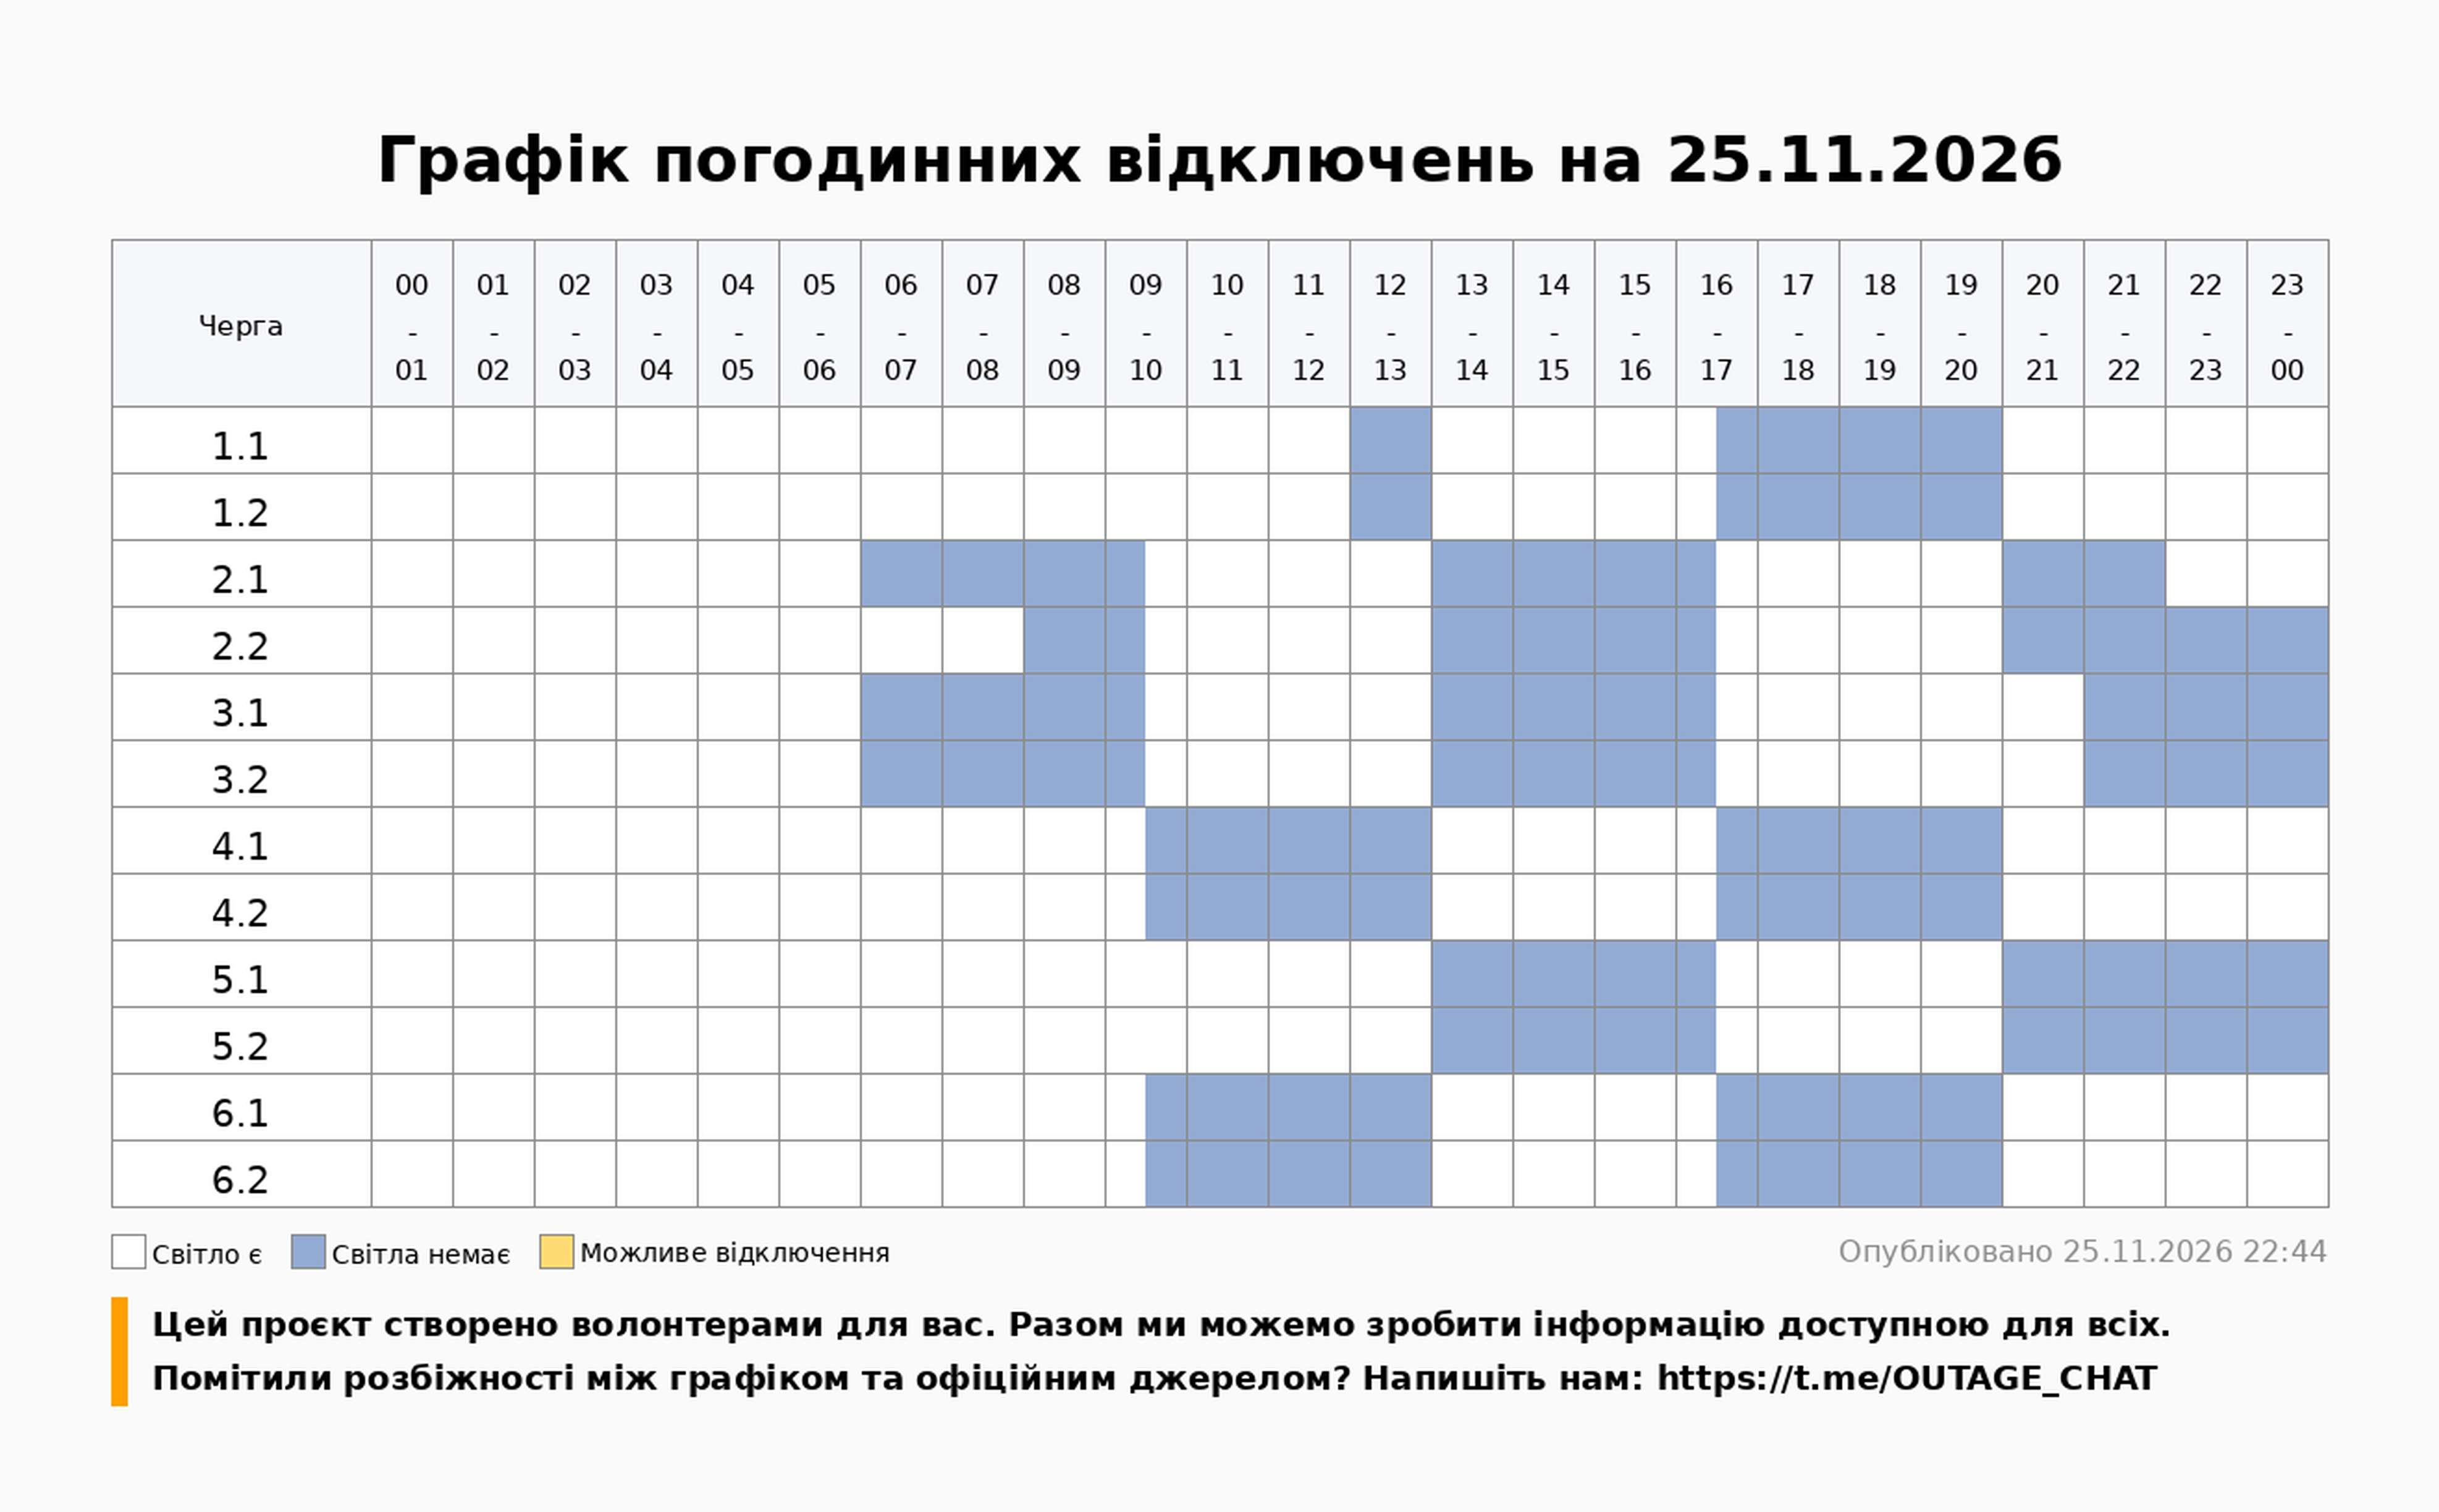 Графік погодинних відключень на 25.11.2026
Черга 00 - 01 01 - 02 02 - 03 03 - 04 04 - 05 05 - 06 06 - 07 07 - 08 08 - 09 09 - 10 10 - 11 11 - 12 12 - 13 13 - 14 14 - 15 15 - 16 16 - 17 17 - 18 18 - 19 19 - 20 20 - 21 21 - 22 22 - 23 23 - 00
1.1
1.2
2.1
2.2
3.1
3.2
4.1
4.2
5.1
5.2
6.1
6.2
Світло є Світла немає Можливе відключення Опубліковано 25.11.2026 22:44
Цей проєкт створено волонтерами для вас. Разом ми можемо зробити інформацію доступною для всіх.
Помітили розбіжності між графіком та офіційним джерелом? Напишіть нам: https://t.me/OUTAGE_CHAT